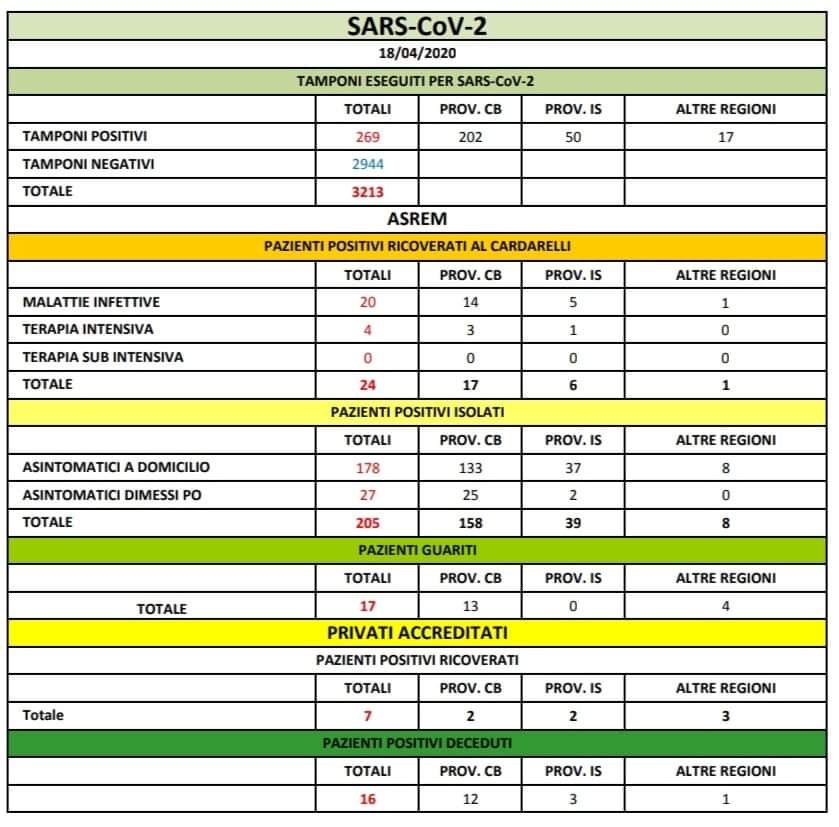 SARS-CoV-2
18/04/2020
TAMPONI ESEGUITI PER SARS-CoV-2
TOTALI PROV. CB PROV. IS ALTRE REGIONI
TAMPONI POSITIVI 269 202 50 17
TAMPONI NEGATIVI 2944
TOTALE 3213
ASREM
PAZIENTI POSITIVI RICOVERATI AL CARDARELLI
TOTALI PROV. CB PROV. IS ALTRE REGIONI
MALATTIE INFETTIVE 20 14 5 1
TERAPIA INTENSIVA 4 3 1 0
TERAPIA SUB INTENSIVA 0 0 0 0
TOTALE 24 17 6 1
PAZIENTI POSITIVI ISOLATI
TOTALI PROV. CB PROV. IS ALTRE REGIONI
ASINTOMATICI A DOMICILIO 178 133 37 8
ASINTOMATICI DIMESSI PO 27 25 2 0
TOTALE 205 158 39 8
PAZIENTI GUARITI
TOTALI PROV. CB PROV. IS ALTRE REGIONI
TOTALE 17 13 0 4
PRIVATI ACCREDITATI
PAZIENTI POSITIVI RICOVERATI
TOTALI PROV. CB PROV. IS ALTRE REGIONI
Totale 7 2 2 3
PAZIENTI POSITIVI DECEDUTI
TOTALI PROV. CB PROV. IS ALTRE REGIONI
16 12 3 1